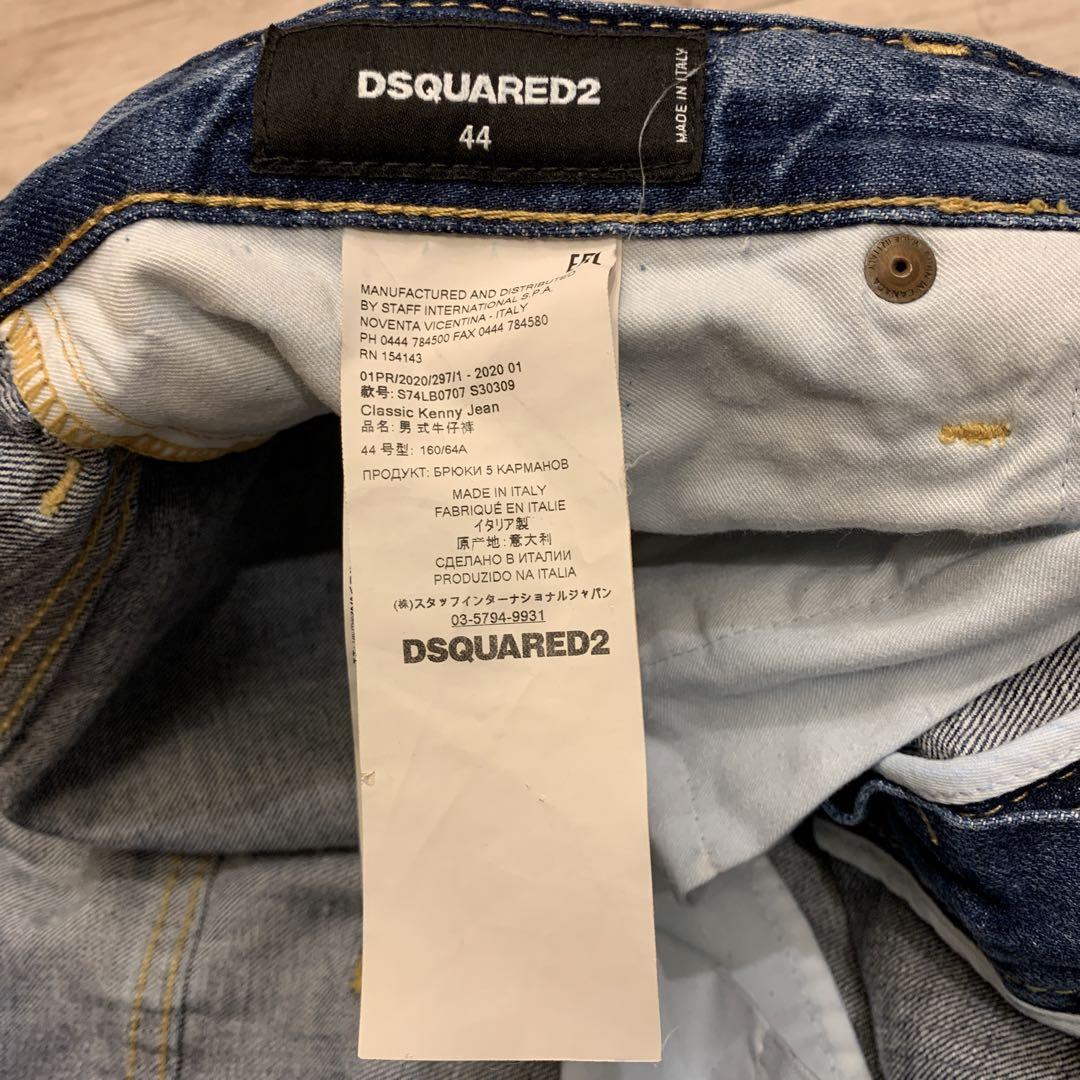 DSQUARED2
44
MADE IN ITALY
MANUFACTURED AND DISTRIBUTED
BY STAFF INTERNATIONAL S.P.A.
NOVENTA VICENTINA - ITALY
PH 0444 784500 FAX 0444 784580
RN 154143
01PR/2020/297/1 - 2020 01
款号: S74LB0707 S30309
Classic Kenny Jean
品名: 男式牛仔裤
44 号型: 160/64A
ПРОДУКТ: БРЮКИ 5 КАРМАНОВ
MADE IN ITALY
FABRIQUÉ EN ITALIE
イタリア製
原产地: 意大利
СДЕЛАНО В ИТАЛИИ
PRODUZIDO NA ITALIA
(株)スタッフインターナショナルジャパン
03-5794-9931
DSQUARED2